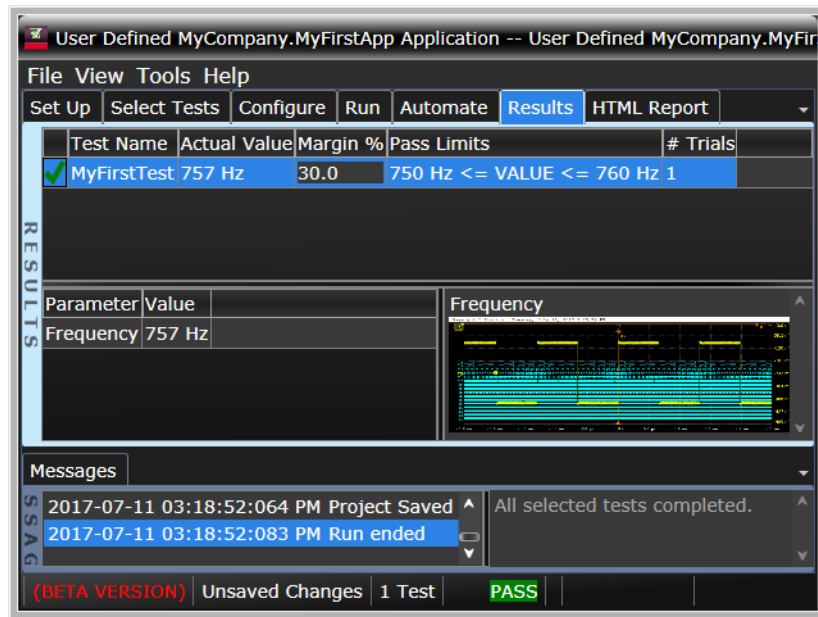 User Defined MyCompany.MyFirstApp Application -- User Defined MyCompany.MyFir
File View Tools Help
Set Up Select Tests Configure Run Automate Results HTML Report
Test Name Actual Value Margin % Pass Limits # Trials
MyFirstTest 757 Hz 30.0 750 Hz <= VALUE <= 760 Hz 1
RESULTS
Parameter Value
Frequency 757 Hz
Frequency
Messages
SSAG
2017-07-11 03:18:52:064 PM Project Saved
2017-07-11 03:18:52:083 PM Run ended
All selected tests completed.
(BETA VERSION) Unsaved Changes 1 Test PASS